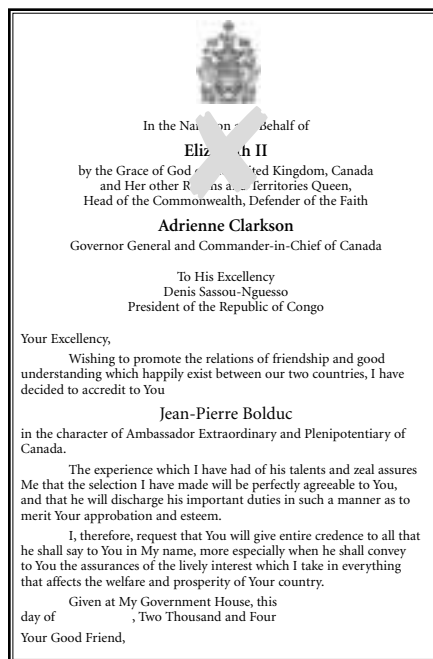 In the Na on a Behalf of
Eliz th II
by the Grace of God ted Kingdom, Canada
and Her other R ms and Territories Queen,
Head of the Commonwealth, Defender of the Faith
Adrienne Clarkson
Governor General and Commander-in-Chief of Canada
To His Excellency
Denis Sassou-Nguesso
President of the Republic of Congo
Your Excellency,
Wishing to promote the relations of friendship and good
understanding which happily exist between our two countries, I have
decided to accredit to You
Jean-Pierre Bolduc
in the character of Ambassador Extraordinary and Plenipotentiary of
Canada.
The experience which I have had of his talents and zeal assures
Me that the selection I have made will be perfectly agreeable to You,
and that he will discharge his important duties in such a manner as to
merit Your approbation and esteem.
I, therefore, request that You will give entire credence to all that
he shall say to You in My name, more especially when he shall convey
to You the assurances of the lively interest which I take in everything
that affects the welfare and prosperity of Your country.
Given at My Government House, this
day of , Two Thousand and Four
Your Good Friend,